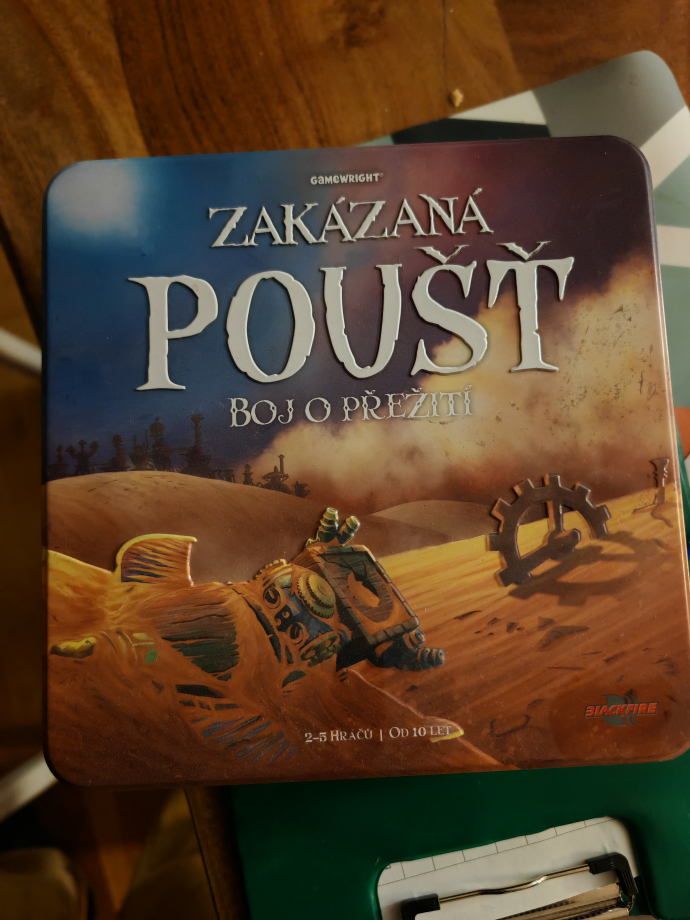 GAMEWRIGHT®
ZAKÁZANÁ
POUŠŤ
BOJ O PŘEŽITÍ
BLACKFIRE
2–5 HRÁČŮ | OD 10 LET